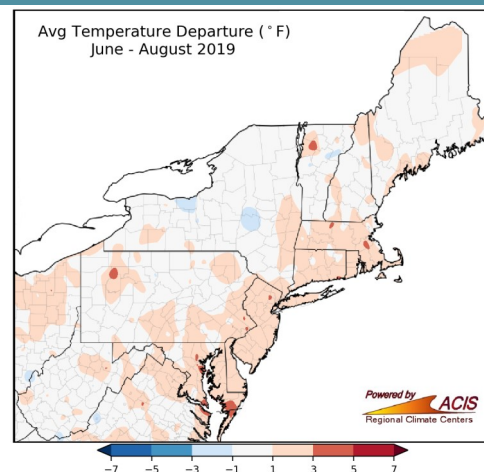 Avg Temperature Departure (°F)
June - August 2019
Powered by
ACIS
Regional Climate Centers
−7 −5 −3 −1 1 3 5 7